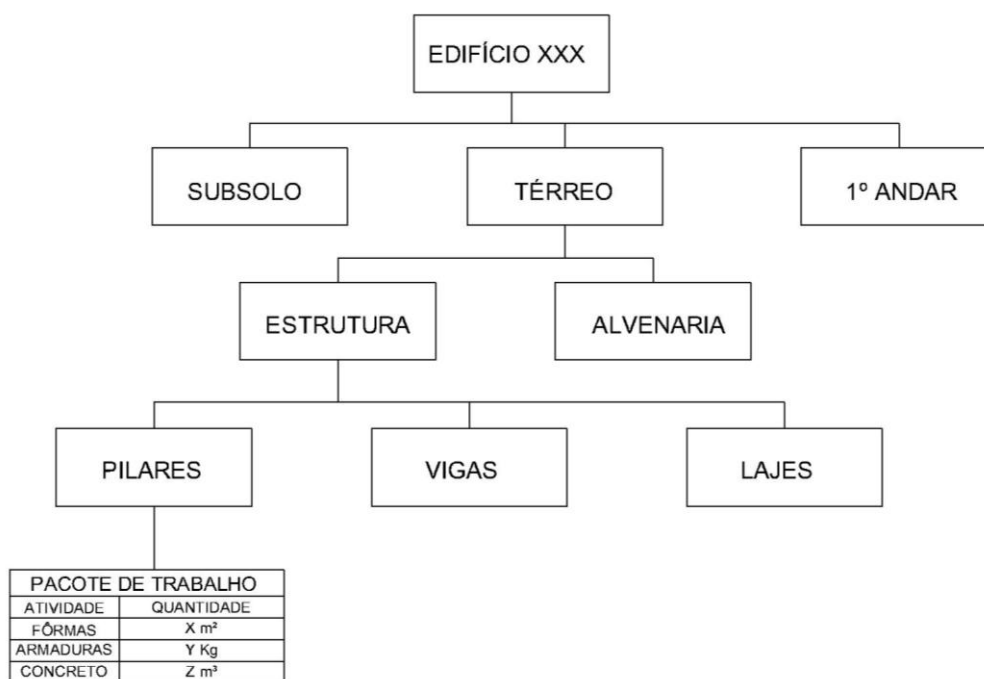 EDIFÍCIO XXX
SUBSOLO
TÉRREO
1º ANDAR
ESTRUTURA
ALVENARIA
PILARES
VIGAS
LAJES
PACOTE DE TRABALHO
ATIVIDADE QUANTIDADE
FÔRMAS X m²
ARMADURAS Y Kg
CONCRETO Z m³